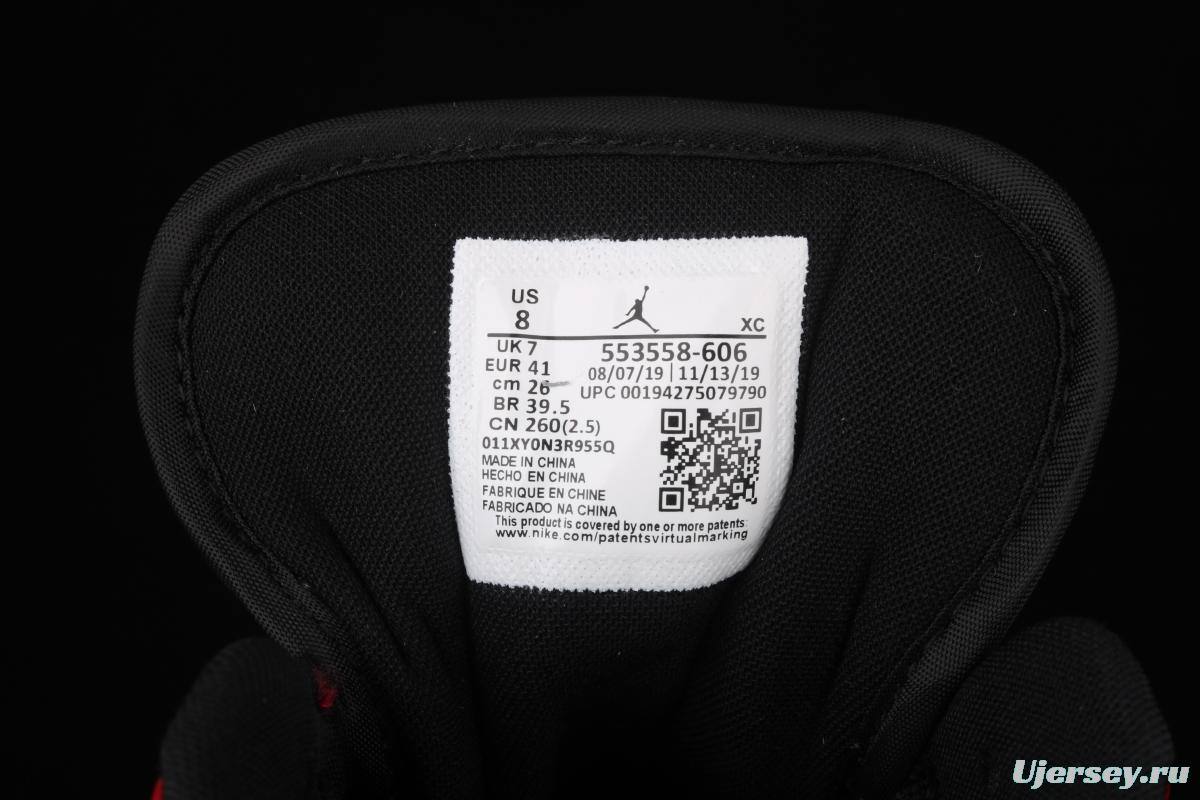 US
8
XC
UK 7
EUR 41
cm 26
BR 39.5
CN 260(2.5)
553558-606
08/07/19 | 11/13/19
UPC 00194275079790
011XY0N3R955Q
MADE IN CHINA
HECHO EN CHINA
FABRIQUE EN CHINE
FABRICADO NA CHINA
This product is covered by one or more patents:
www.nike.com/patentsvirtualmarking
Ujersey.ru